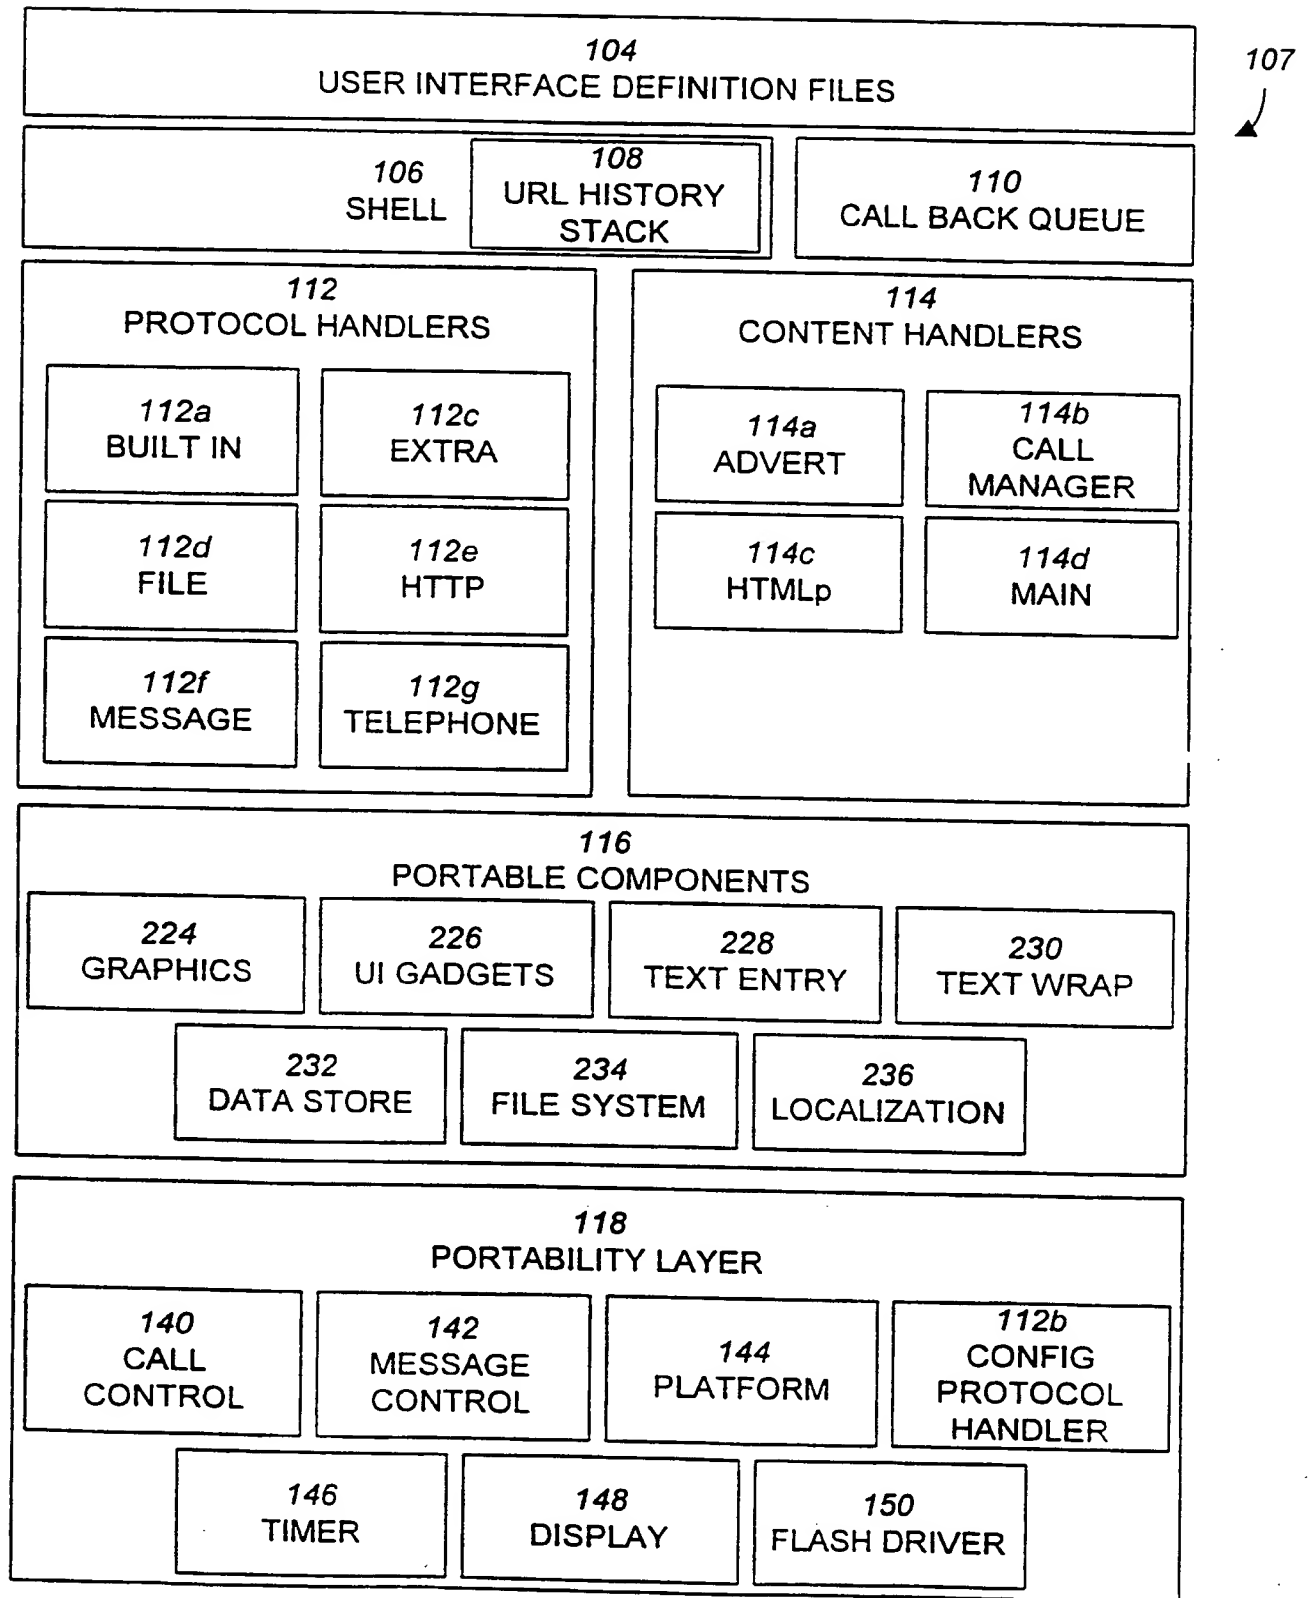 104
USER INTERFACE DEFINITION FILES
107
106
SHELL
108
URL HISTORY
STACK
110
CALL BACK QUEUE
112
PROTOCOL HANDLERS
112a
BUILT IN
112c
EXTRA
112d
FILE
112e
HTTP
112f
MESSAGE
112g
TELEPHONE
114
CONTENT HANDLERS
114a
ADVERT
114b
CALL
MANAGER
114c
HTMLp
114d
MAIN
116
PORTABLE COMPONENTS
224
GRAPHICS
226
UI GADGETS
228
TEXT ENTRY
230
TEXT WRAP
232
DATA STORE
234
FILE SYSTEM
236
LOCALIZATION
118
PORTABILITY LAYER
140
CALL
CONTROL
142
MESSAGE
CONTROL
144
PLATFORM
112b
CONFIG
PROTOCOL
HANDLER
146
TIMER
148
DISPLAY
150
FLASH DRIVER